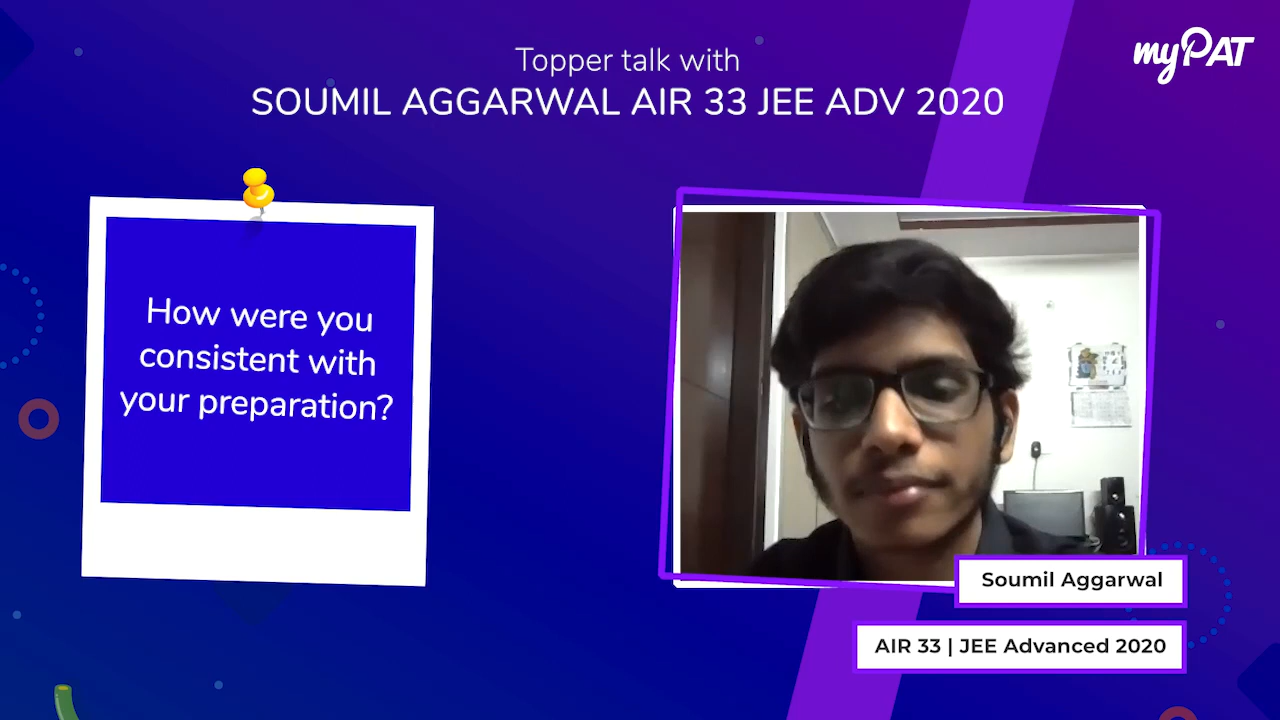 Topper talk with
SOUMIL AGGARWAL AIR 33 JEE ADV 2020
myPAT
How were you
consistent with
your preparation?
Soumil Aggarwal
AIR 33 | JEE Advanced 2020